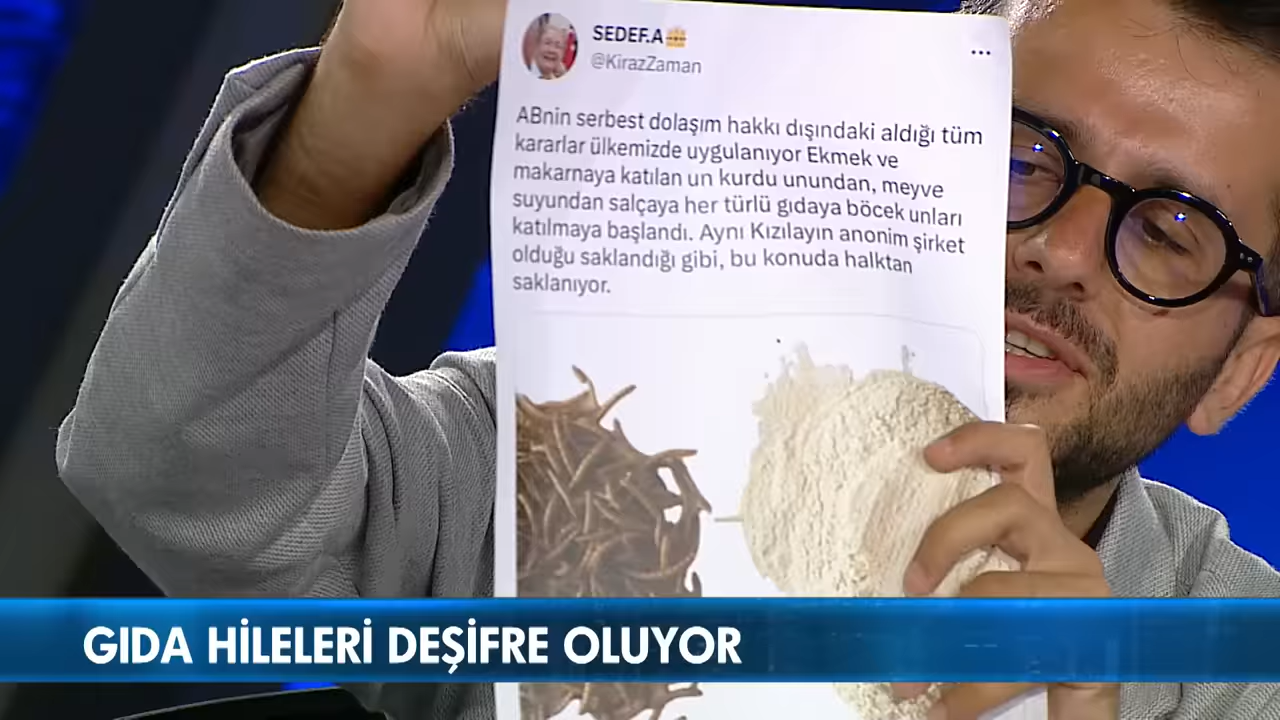 SEDEF.A
@KirazZaman
ABnin serbest dolaşım hakkı dışındaki aldığı tüm
kararlar ülkemizde uygulanıyor Ekmek ve
makarnaya katılan un kurdu unundan, meyve
suyundan salçaya her türlü gıdaya böcek unları
katılmaya başlandı. Aynı Kızılayın anonim şirket
olduğu saklandığı gibi, bu konuda halktan
saklanıyor.
GIDA HİLELERİ DEŞİFRE OLUYOR